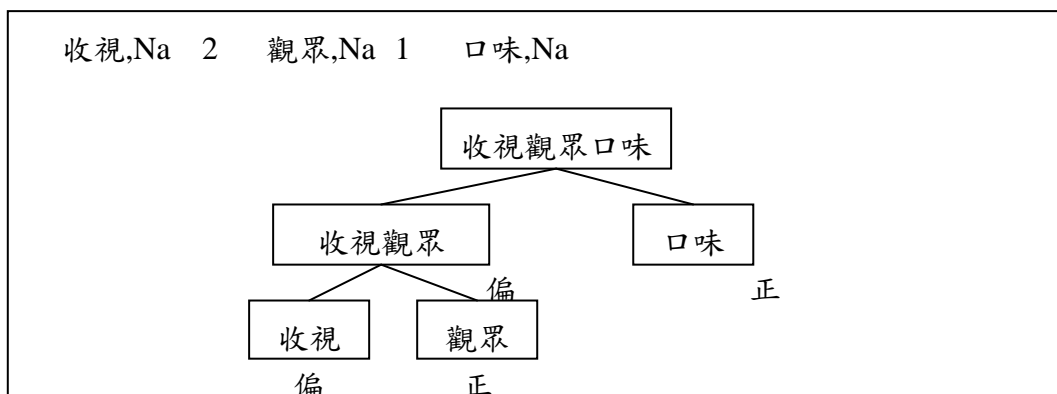 收視,Na 2 觀眾,Na 1 口味,Na
收視觀眾口味
收視觀眾 口味
偏 正
收視 觀眾
偏 正